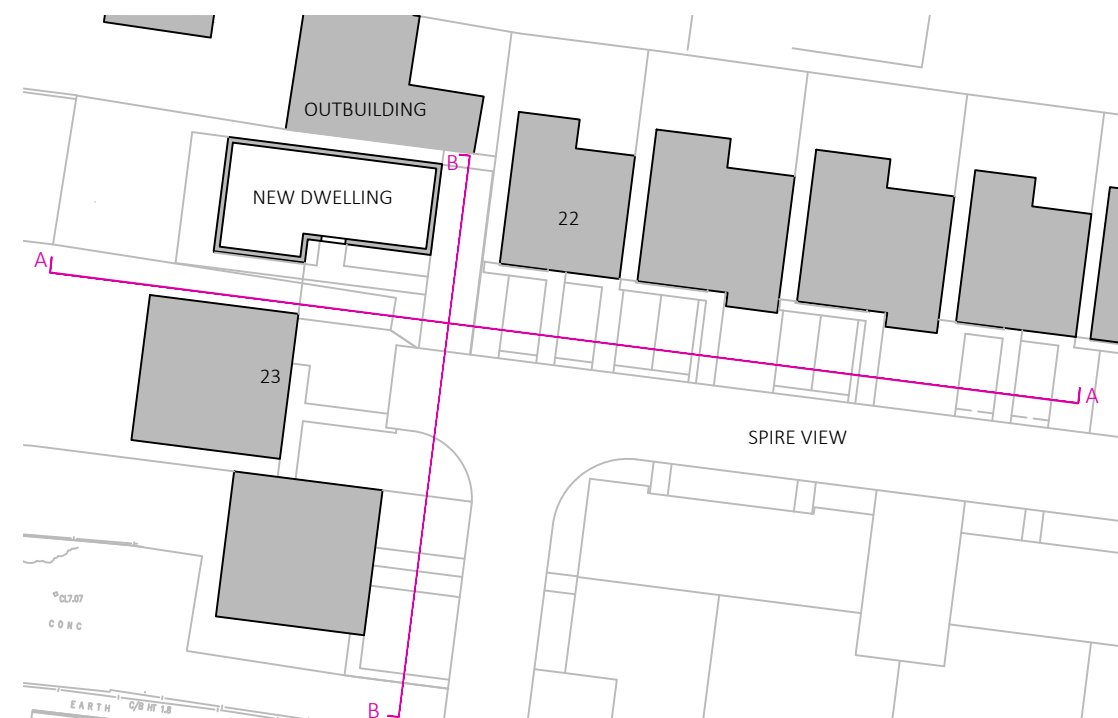 OUTBUILDING
B
NEW DWELLING
22
A
23
A
SPIRE VIEW
CL7.07
CONC
EARTH
C/B HT 1.8
B